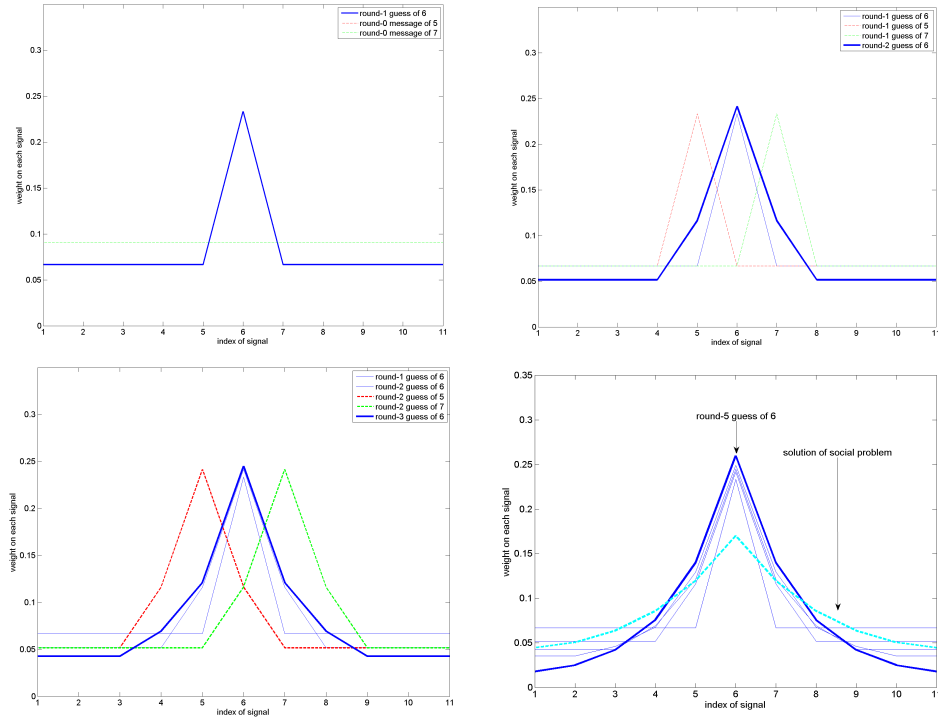 round-1 guess of 6
round-0 message of 5
round-0 message of 7
0.35
0.3
0.25
0.2
0.15
0.1
0.05
0
weight on each signal
1 2 3 4 5 6 7 8 9 10 11
index of signal
round-1 guess of 6
round-1 guess of 5
round-1 guess of 7
round-2 guess of 6
0.3
0.25
0.2
0.15
0.1
0.05
0
weight on each signal
1 2 3 4 5 6 7 8 9 10 11
index of signal
round-1 guess of 6
round-2 guess of 6
round-2 guess of 5
round-2 guess of 7
round-3 guess of 6
0.3
0.25
0.2
0.15
0.1
0.05
0
weight on each signal
1 2 3 4 5 6 7 8 9 10 11
index of signal
round-5 guess of 6
solution of social problem
0.35
0.3
0.25
0.2
0.15
0.1
0.05
0
weight on each signal
1 2 3 4 5 6 7 8 9 10 11
index of signal